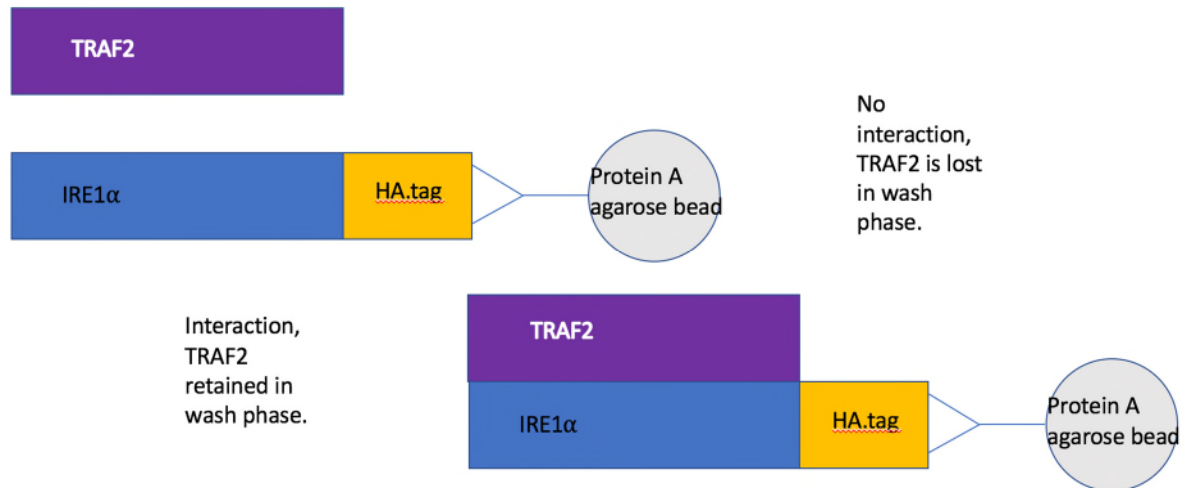 TRAF2
No
interaction,
TRAF2 is lost
in wash
phase.
IRE1α
HA.tag
Protein A
agarose bead
Interaction,
TRAF2
retained in
wash phase.
TRAF2
IRE1α
HA.tag
Protein A
agarose bead